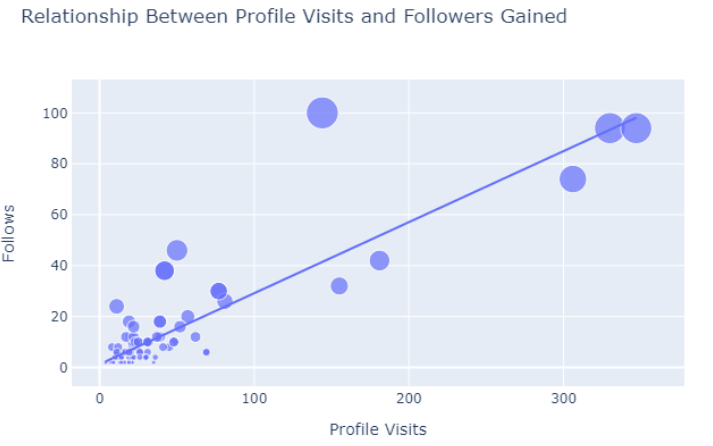 Relationship Between Profile Visits and Followers Gained
100
80
60
40
20
0
Follows
0 100 200 300
Profile Visits